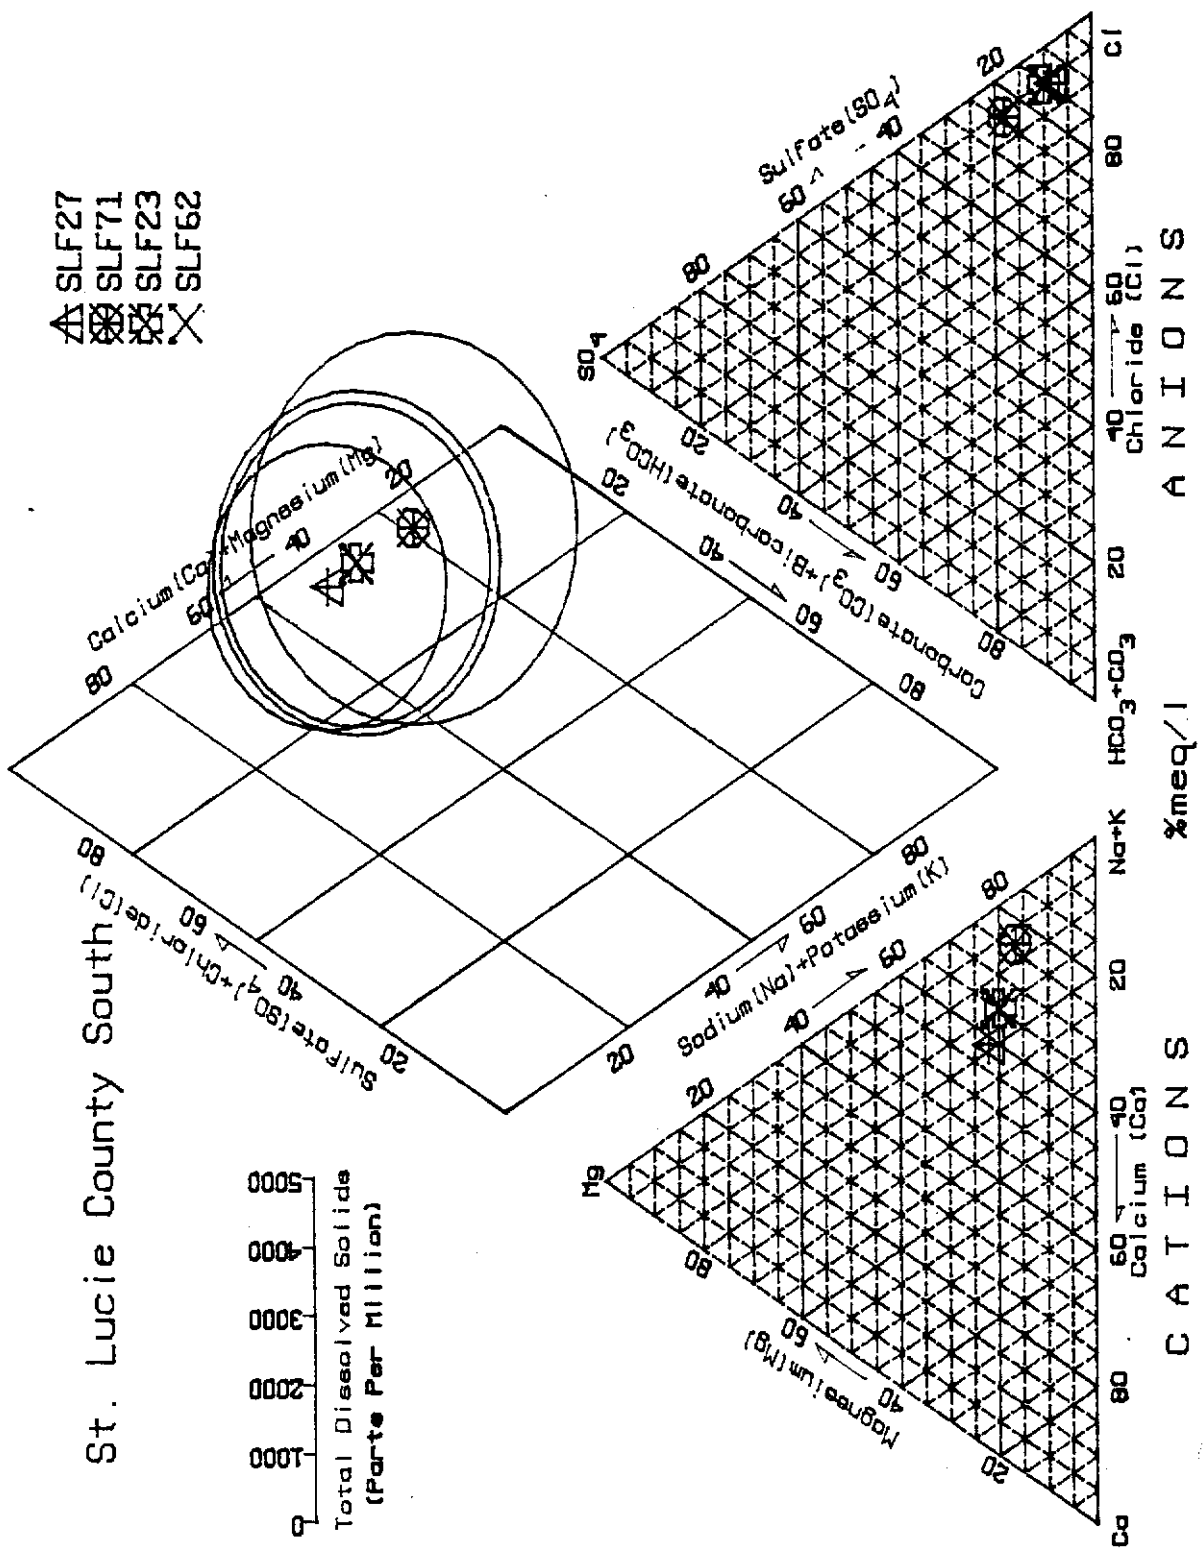 St. Lucie County South
SLF27
SLF71
SLF23
SLF62
0 1000 2000 3000 4000 5000
Total Dissolved Solids
(Parts Per Million)
Sulfate(SO4)+Chloride(Cl)
20 40 60 80
Calcium(Ca)+Magnesium(Mg)
80 60 40 20
Sodium(Na)+Potassium(K)
20 40 60 80
Carbonate(CO3)+Bicarbonate(HCO3)
20 40 60 80
Mg
Magnesium(Mg)
20 40 60 80
20 40 60 80
Ca
80 60 40 20
Calcium (Ca)
Na+K
C A T I O N S
%meq/l
SO4
20 40 60 80
Sulfate(SO4)
80 60 40 20
HCO3+CO3
20 40 60 80
Chloride (Cl)
Cl
A N I O N S